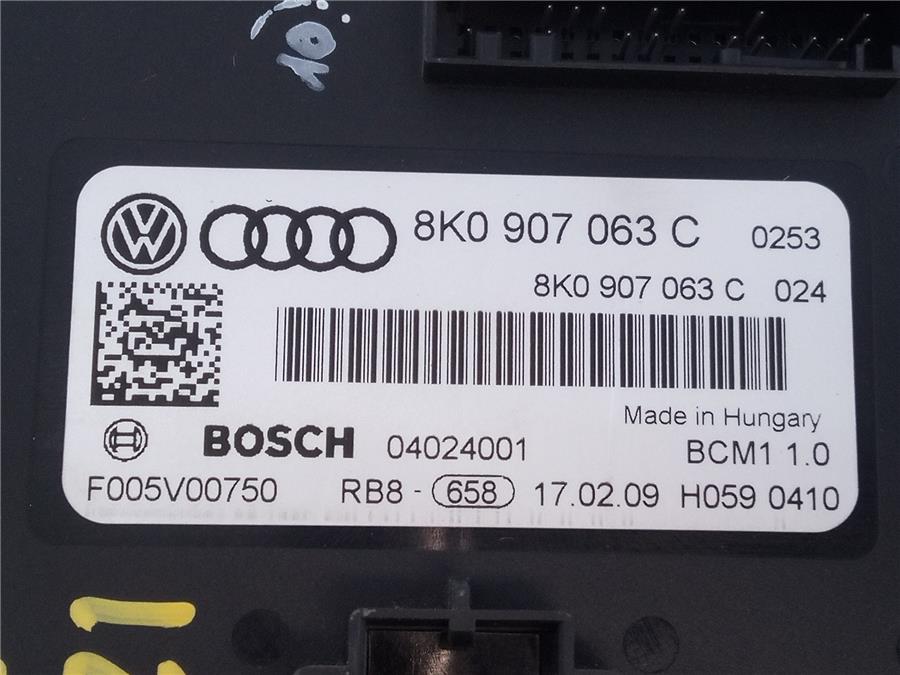 8K0 907 063 C 0253
8K0 907 063 C 024
Made in Hungary
BOSCH 04024001 BCM1 1.0
F005V00750 RB8 - 658 17.02.09 H059 0410